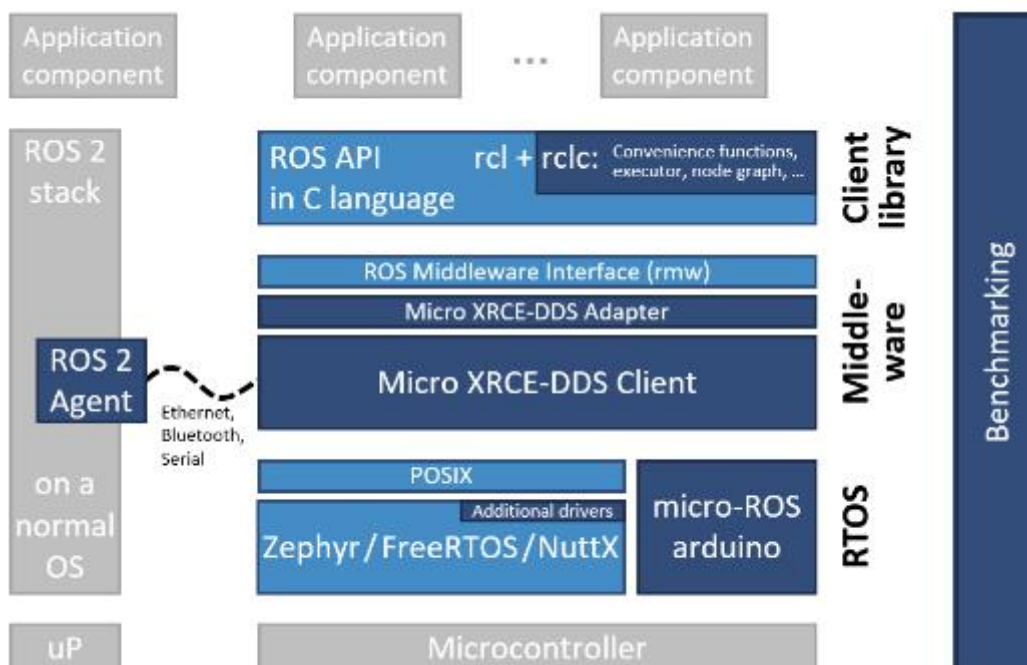 Application
component
Application
component
...
Application
component
ROS 2
stack
ROS API
in C language
rcl + rclc:
Convenience functions,
executor, node graph, ...
Client
library
ROS Middleware Interface (rmw)
Micro XRCE-DDS Adapter
Micro XRCE-DDS Client
Middle-
ware
ROS 2
Agent
Ethernet,
Bluetooth,
Serial
on a
normal
OS
POSIX
Additional drivers
Zephyr/FreeRTOS/NuttX
micro-ROS
arduino
RTOS
uP
Microcontroller
Benchmarking